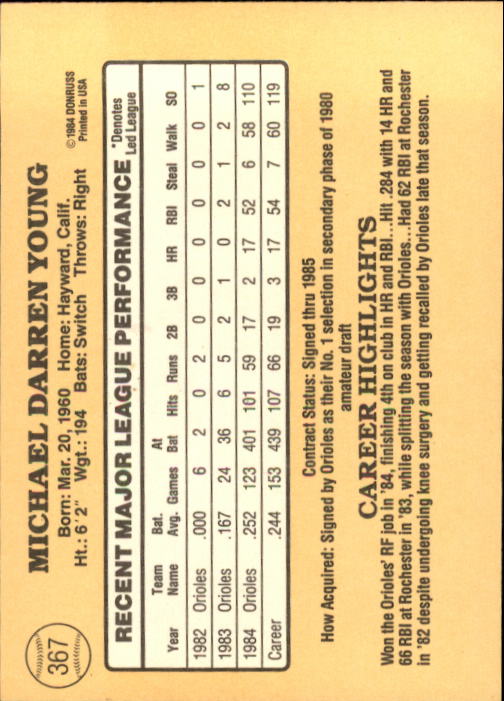 367
MICHAEL DARREN YOUNG
©1984 DONRUSS
Printed in USA
Born: Mar. 20, 1960 Home: Hayward, Calif.
Ht.: 6'2" Wgt.: 194 Bats: Switch Throws: Right
RECENT MAJOR LEAGUE PERFORMANCE
*Denotes
Led League
Year Team Name Bat. Avg. Games At Bat Hits Runs 2B 3B HR RBI Steal Walk SO
1982 Orioles .000 6 2 0 2 0 0 0 0 0 0 1
1983 Orioles .167 24 36 6 5 2 1 0 2 1 2 8
1984 Orioles .252 123 401 101 59 17 2 17 52 6 58 110
Career .244 153 439 107 66 19 3 17 54 7 60 119
Contract Status: Signed thru 1985
How Acquired: Signed by Orioles as their No. 1 selection in secondary phase of 1980
amateur draft
CAREER HIGHLIGHTS
Won the Orioles' RF job in '84, finishing 4th on club in HR and RBI...Hit .284 with 14 HR and
66 RBI at Rochester in '83, while splitting the season with Orioles...Had 62 RBI at Rochester
in '82 despite undergoing knee surgery and getting recalled by Orioles late that season.